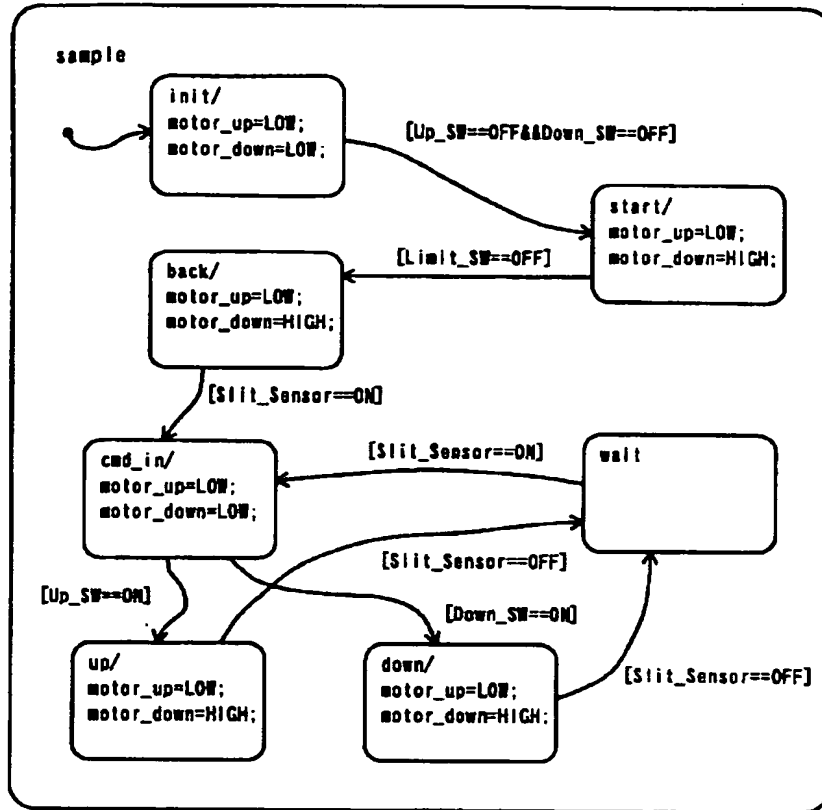 sample
init/
motor_up=LOW;
motor_down=LOW;
[Up_SW==OFF&&Down_SW==OFF]
start/
motor_up=LOW;
motor_down=HIGH;
[Limit_SW==OFF]
back/
motor_up=LOW;
motor_down=HIGH;
[Slit_Sensor==ON]
cmd_in/
motor_up=LOW;
motor_down=LOW;
[Slit_Sensor==ON]
wait
[Slit_Sensor==OFF]
[Up_SW==ON]
[Down_SW==ON]
up/
motor_up=LOW;
motor_down=HIGH;
down/
motor_up=LOW;
motor_down=HIGH;
[Slit_Sensor==OFF]